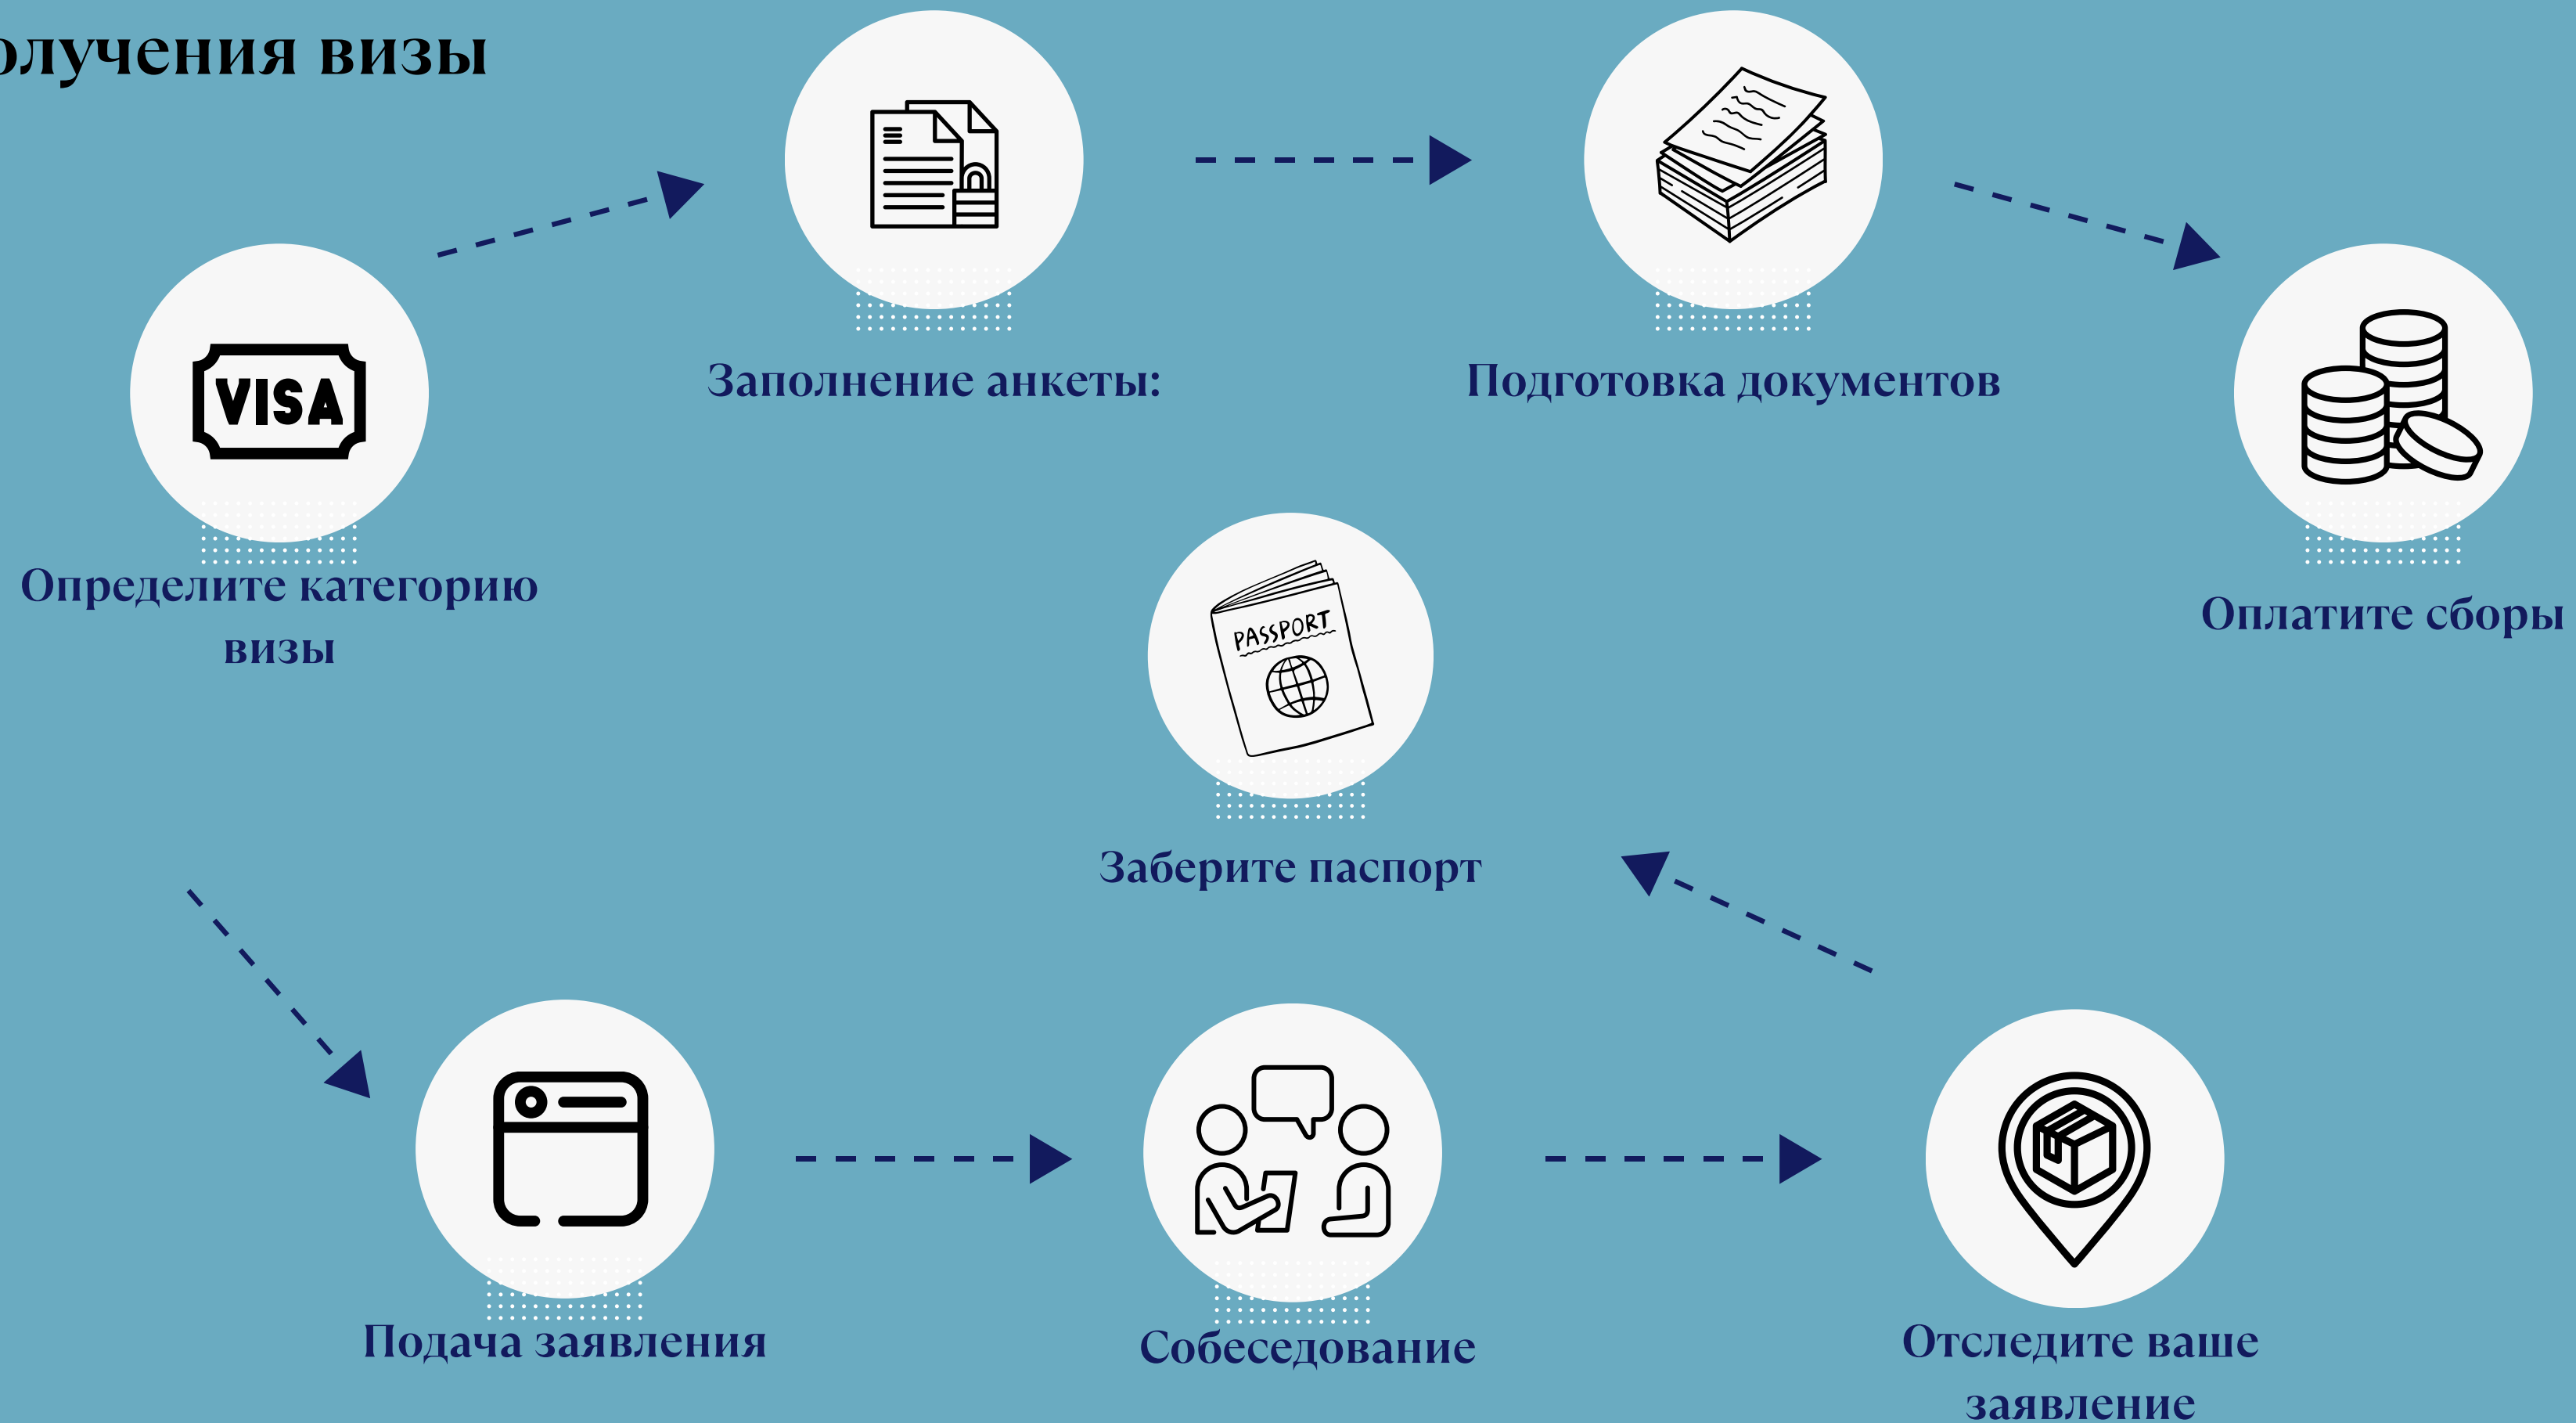 олучения визы
VISA
Определите категорию
визы
Заполнение анкеты:
Подготовка документов
Оплатите сборы
PASSPORT
Заберите паспорт
Подача заявления
Собеседование
Отследите ваше
заявление